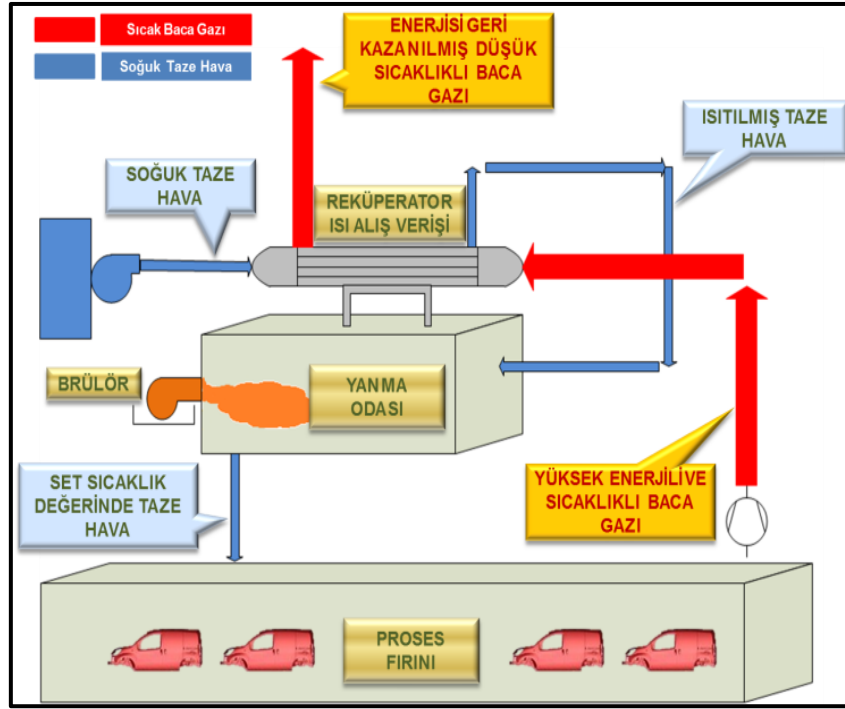 Sıcak Baca Gazı
Soğuk Taze Hava
ENERJİSİ GERİ
KAZANILMIŞ DÜŞÜK
SICAKLIKLI BACA
GAZI
ISITILMIŞ TAZE
HAVA
SOĞUK TAZE
HAVA
REKÜPERATOR
ISI ALIŞ VERİŞİ
BRÜLÖR
YANMA
ODASI
SET SICAKLIK
DEĞERİNDE TAZE
HAVA
YÜKSEK ENERJİLİ VE
SICAKLIKLI BACA
GAZI
PROSES
FIRINI